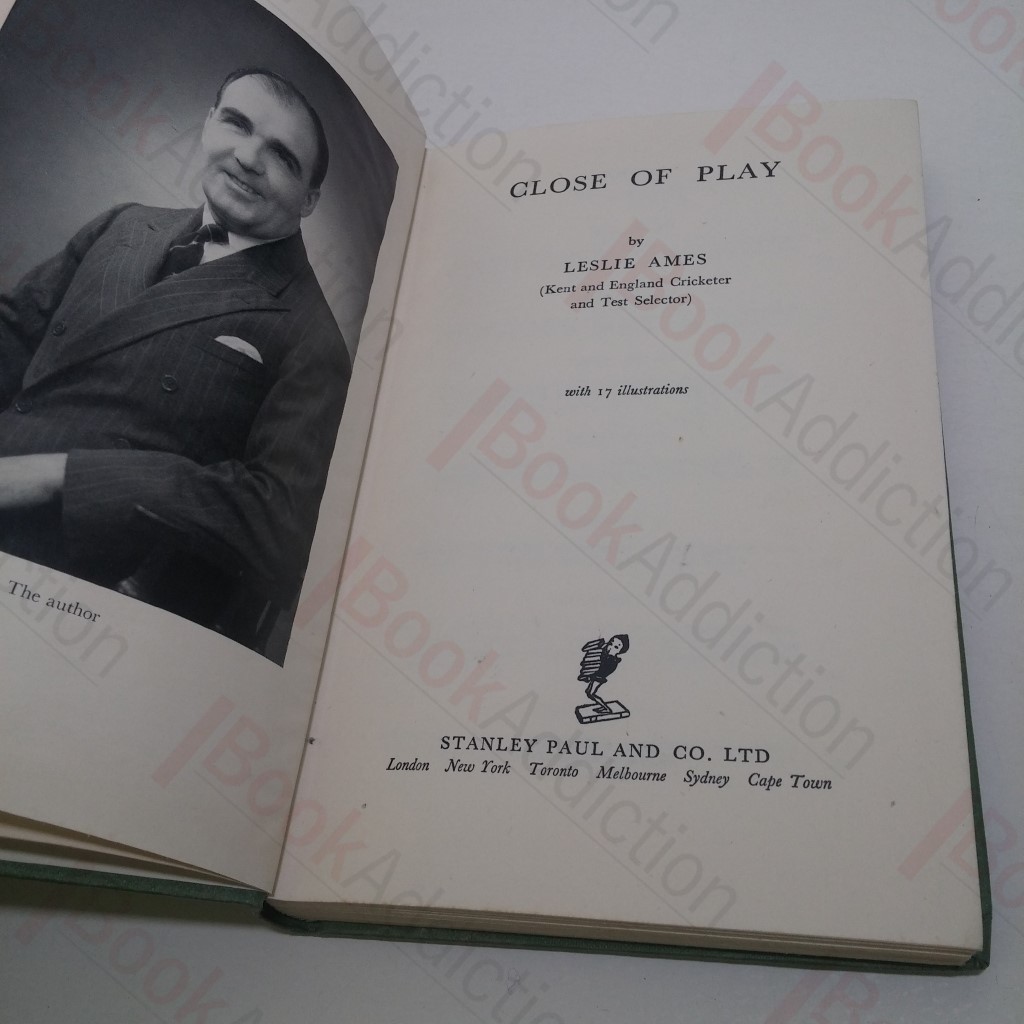 The author
CLOSE OF PLAY
by
LESLIE AMES
(Kent and England Cricketer
and Test Selector)
with 17 illustrations
STANLEY PAUL AND CO. LTD
London New York Toronto Melbourne Sydney Cape Town
BookAddiction